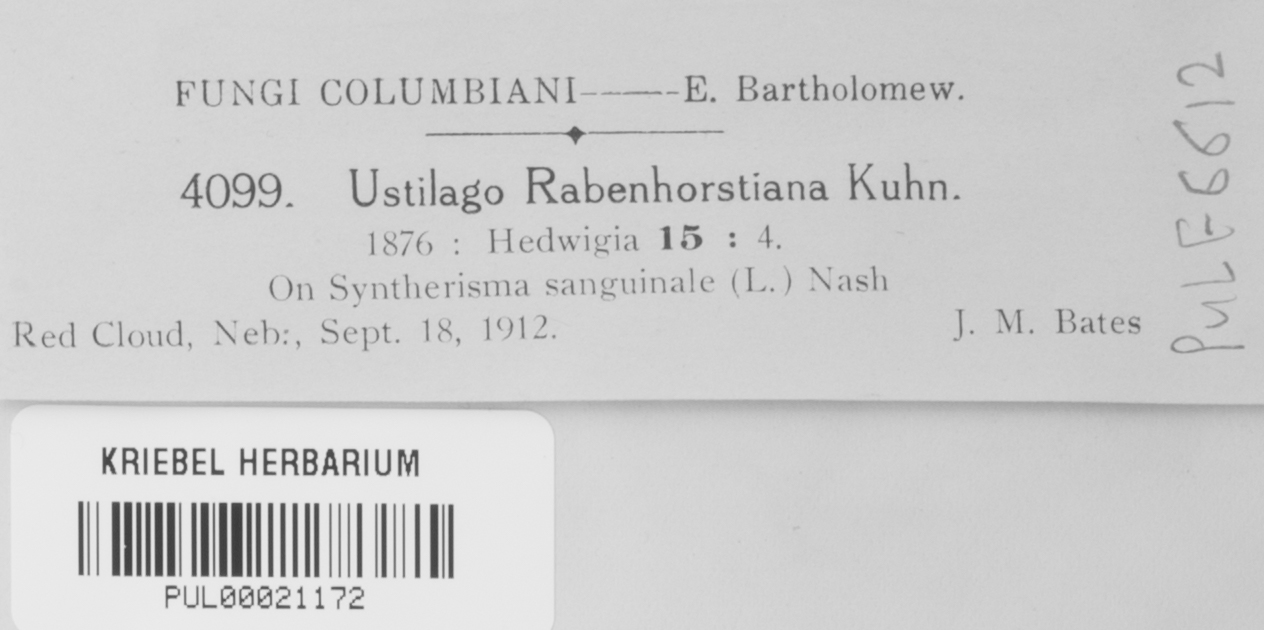 FUNGI COLUMBIANI——E. Bartholomew.
4099. Ustilago Rabenhorstiana Kuhn.
1876 : Hedwigia 15 : 4.
On Syntherisma sanguinale (L.) Nash
Red Cloud, Neb:, Sept. 18, 1912. J. M. Bates
PUL F6612
KRIEBEL HERBARIUM
PUL00021172